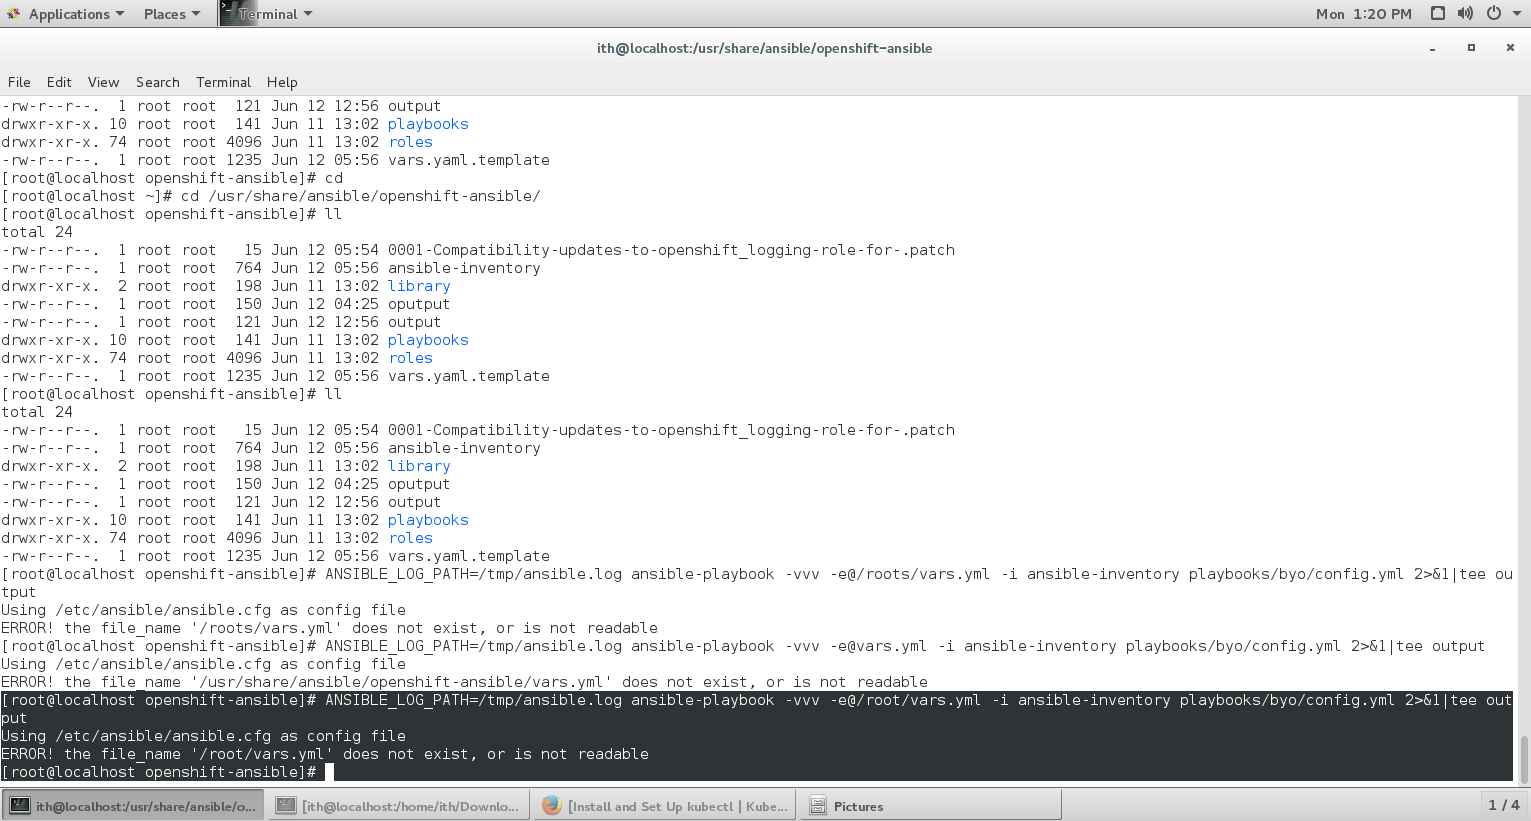 Applications Places Terminal Mon 1:20 PM
ith@localhost:/usr/share/ansible/openshift-ansible
File Edit View Search Terminal Help
-rw-r--r--.  1 root root  121 Jun 12 12:56 output
drwxr-xr-x. 10 root root  141 Jun 11 13:02 playbooks
drwxr-xr-x. 74 root root 4096 Jun 11 13:02 roles
-rw-r--r--.  1 root root 1235 Jun 12 05:56 vars.yaml.template
[root@localhost openshift-ansible]# cd
[root@localhost ~]# cd /usr/share/ansible/openshift-ansible/
[root@localhost openshift-ansible]# ll
total 24
-rw-r--r--.  1 root root   15 Jun 12 05:54 0001-Compatibility-updates-to-openshift_logging-role-for-.patch
-rw-r--r--.  1 root root  764 Jun 12 05:56 ansible-inventory
drwxr-xr-x.  2 root root  198 Jun 11 13:02 library
-rw-r--r--.  1 root root  150 Jun 12 04:25 oputput
-rw-r--r--.  1 root root  121 Jun 12 12:56 output
drwxr-xr-x. 10 root root  141 Jun 11 13:02 playbooks
drwxr-xr-x. 74 root root 4096 Jun 11 13:02 roles
-rw-r--r--.  1 root root 1235 Jun 12 05:56 vars.yaml.template
[root@localhost openshift-ansible]# ll
total 24
-rw-r--r--.  1 root root   15 Jun 12 05:54 0001-Compatibility-updates-to-openshift_logging-role-for-.patch
-rw-r--r--.  1 root root  764 Jun 12 05:56 ansible-inventory
drwxr-xr-x.  2 root root  198 Jun 11 13:02 library
-rw-r--r--.  1 root root  150 Jun 12 04:25 oputput
-rw-r--r--.  1 root root  121 Jun 12 12:56 output
drwxr-xr-x. 10 root root  141 Jun 11 13:02 playbooks
drwxr-xr-x. 74 root root 4096 Jun 11 13:02 roles
-rw-r--r--.  1 root root 1235 Jun 12 05:56 vars.yaml.template
[root@localhost openshift-ansible]# ANSIBLE_LOG_PATH=/tmp/ansible.log ansible-playbook -vvv -e@/roots/vars.yml -i ansible-inventory playbooks/byo/config.yml 2>&1|tee ou
tput
Using /etc/ansible/ansible.cfg as config file
ERROR! the file_name '/roots/vars.yml' does not exist, or is not readable
[root@localhost openshift-ansible]# ANSIBLE_LOG_PATH=/tmp/ansible.log ansible-playbook -vvv -e@vars.yml -i ansible-inventory playbooks/byo/config.yml 2>&1|tee output
Using /etc/ansible/ansible.cfg as config file
ERROR! the file_name '/usr/share/ansible/openshift-ansible/vars.yml' does not exist, or is not readable
[root@localhost openshift-ansible]# ANSIBLE_LOG_PATH=/tmp/ansible.log ansible-playbook -vvv -e@/root/vars.yml -i ansible-inventory playbooks/byo/config.yml 2>&1|tee out
put
Using /etc/ansible/ansible.cfg as config file
ERROR! the file_name '/root/vars.yml' does not exist, or is not readable
[root@localhost openshift-ansible]#
ith@localhost:/usr/share/ansible/o... [ith@localhost:/home/ith/Downlo... [Install and Set Up kubectl | Kube... Pictures 1 / 4